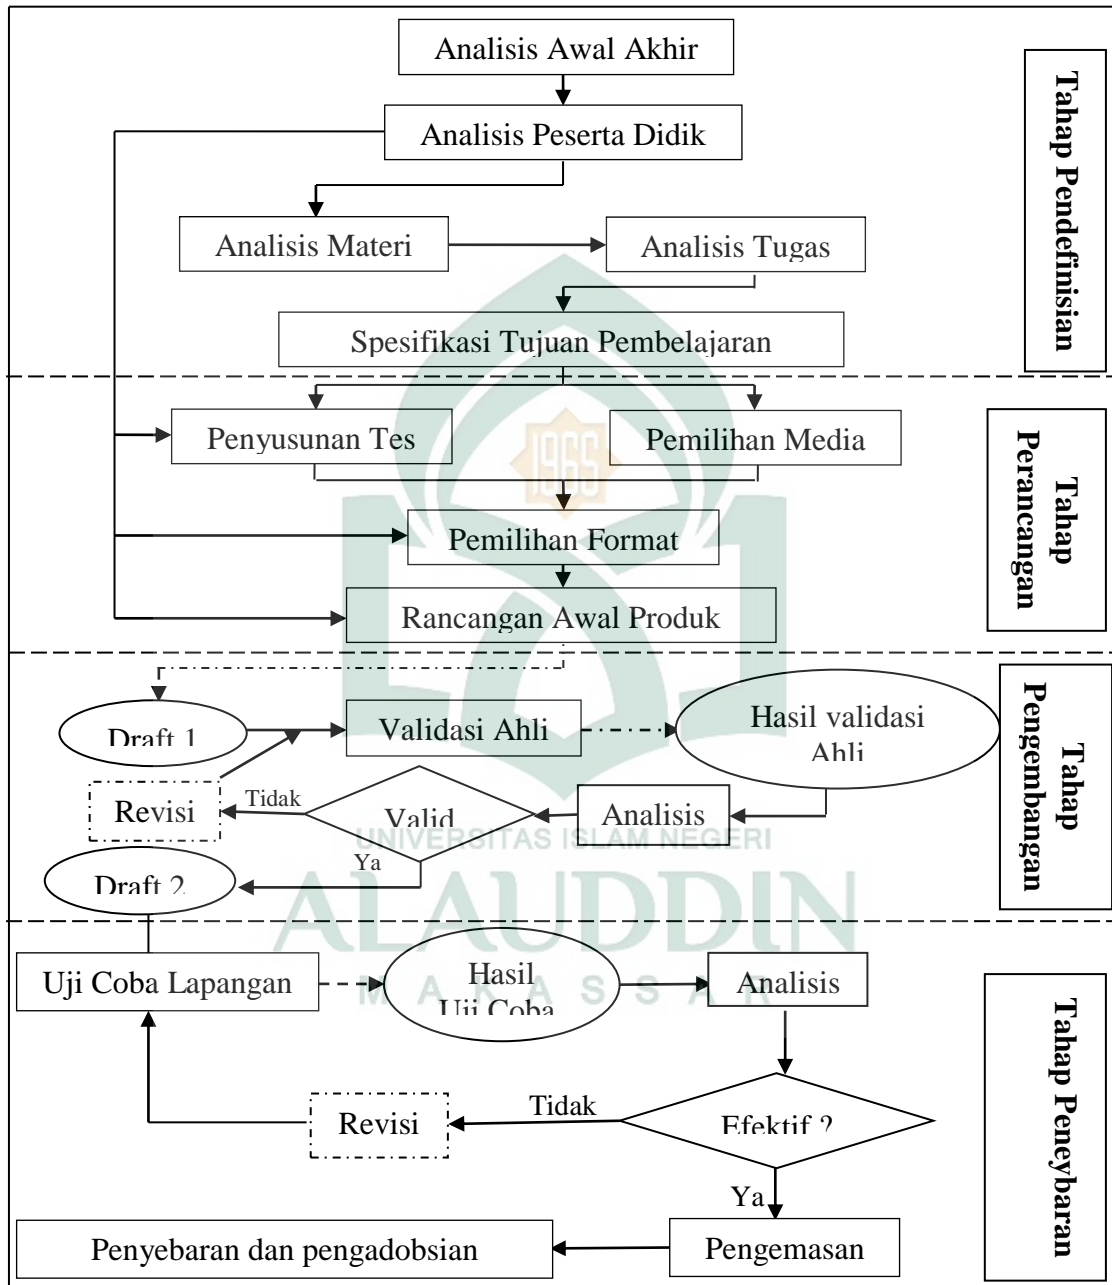 Analisis Awal Akhir
Analisis Peserta Didik
Analisis Materi
Analisis Tugas
Spesifikasi Tujuan Pembelajaran
Tahap Pendefinisian
Penyusunan Tes
Pemilihan Media
1965
Pemilihan Format
Rancangan Awal Produk
Tahap
Perancangan
Draft 1
Validasi Ahli
Hasil validasi
Ahli
Revisi
Tidak
Valid
Analisis
UNIVERSITAS ISLAM NEGERI
Ya
Draft 2
Tahap
Pengembangan
ALAUDDIN
Uji Coba Lapangan
Hasil
Uji Coba
Analisis
MAKASSAR
Revisi
Tidak
Efektif ?
Ya
Penyebaran dan pengadobsian
Pengemasan
Tahap Peneybaran